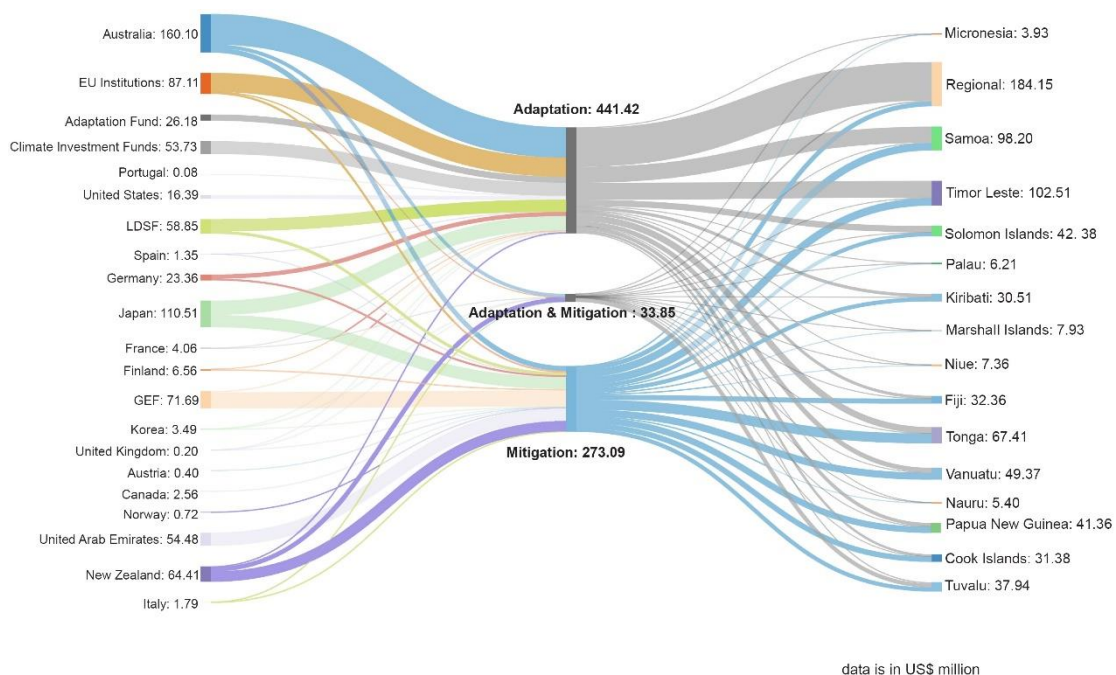 Australia: 160.10
EU Institutions: 87.11
Adaptation Fund: 26.18
Climate Investment Funds: 53.73
Portugal: 0.08
United States: 16.39
LDSF: 58.85
Spain: 1.35
Germany: 23.36
Japan: 110.51
France: 4.06
Finland: 6.56
GEF: 71.69
Korea: 3.49
United Kingdom: 0.20
Austria: 0.40
Canada: 2.56
Norway: 0.72
United Arab Emirates: 54.48
New Zealand: 64.41
Italy: 1.79
Adaptation: 441.42
Adaptation & Mitigation : 33.85
Mitigation: 273.09
Micronesia: 3.93
Regional: 184.15
Samoa: 98.20
Timor Leste: 102.51
Solomon Islands: 42. 38
Palau: 6.21
Kiribati: 30.51
Marshall Islands: 7.93
Niue: 7.36
Fiji: 32.36
Tonga: 67.41
Vanuatu: 49.37
Nauru: 5.40
Papua New Guinea: 41.36
Cook Islands: 31.38
Tuvalu: 37.94
data is in US$ million